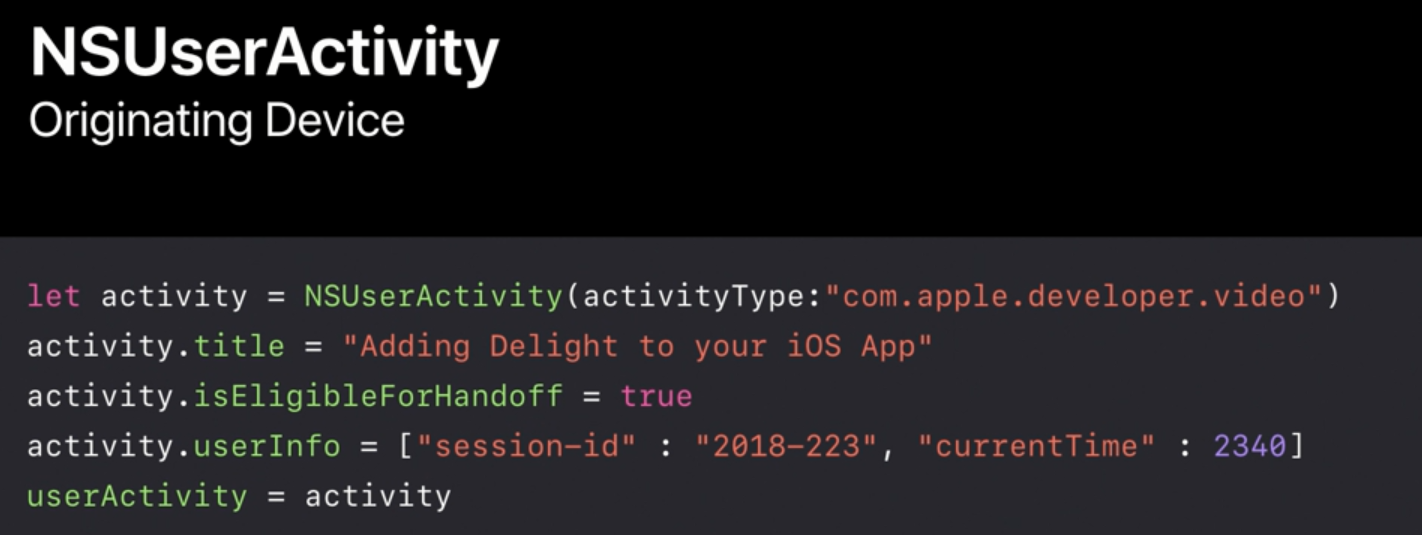 NSUserActivity
Originating Device
let activity = NSUserActivity(activityType:"com.apple.developer.video")
activity.title = "Adding Delight to your iOS App"
activity.isEligibleForHandoff = true
activity.userInfo = ["session-id" : "2018-223", "currentTime" : 2340]
userActivity = activity